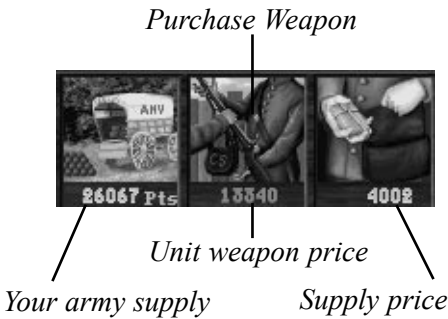 Purchase Weapon
ANV
CS
26067 Pts
13340
4002
Unit weapon price
Your army supply
Supply price